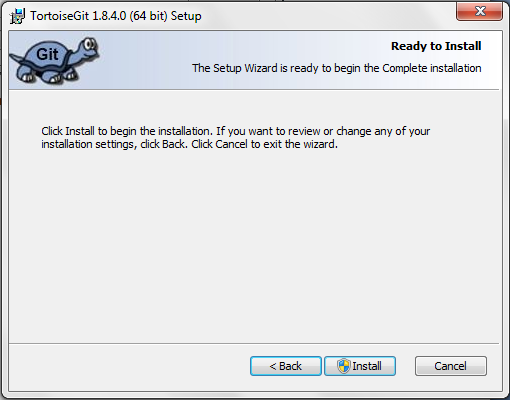 TortoiseGit 1.8.4.0 (64 bit) Setup
Git
Ready to Install
The Setup Wizard is ready to begin the Complete installation
Click Install to begin the installation. If you want to review or change any of your
installation settings, click Back. Click Cancel to exit the wizard.
< Back Install Cancel